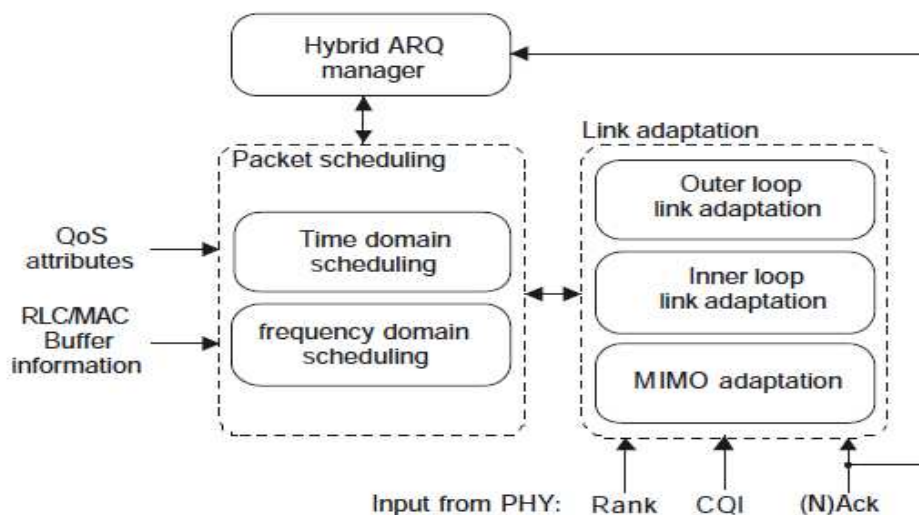 Hybrid ARQ
manager
Link adaptation
Packet scheduling
Outer loop
link adaptation
QoS
attributes
Time domain
scheduling
Inner loop
link adaptation
RLC/MAC
Buffer
information
frequency domain
scheduling
MIMO adaptation
Input from PHY: Rank CQI (N)Ack